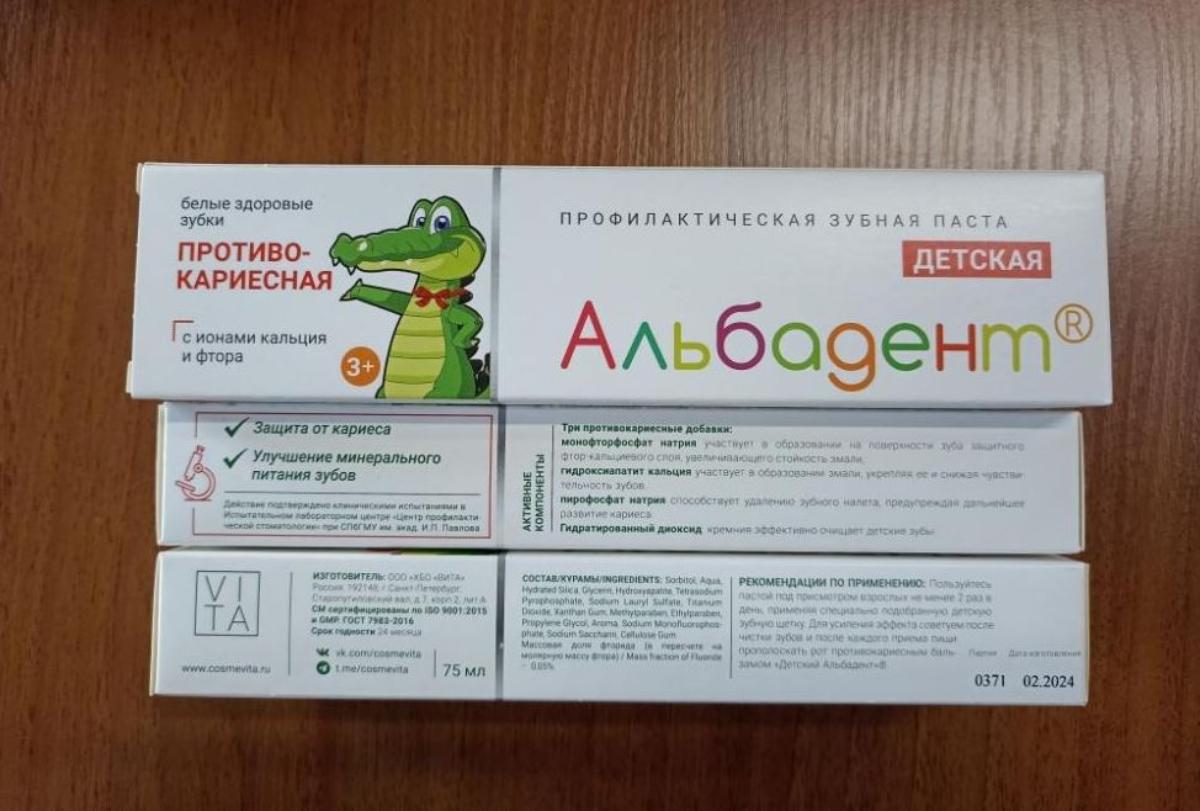 белые здоровые
зубки
ПРОТИВО-
КАРИЕСНАЯ
с ионами кальция
и фтора
3+
ПРОФИЛАКТИЧЕСКАЯ ЗУБНАЯ ПАСТА
ДЕТСКАЯ
Альбадент®
Защита от кариеса
Улучшение минерального
питания зубов
Действие подтверждено клиническими испытаниями в
Испытательном лабораторном центре «Центр профилакти-
ческой стоматологии» при СПбГМУ им. акад. И.П. Павлова
АКТИВНЫЕ
КОМПОНЕНТЫ
Три противокариесные добавки:
монофторфосфат натрия участвует в образовании на поверхности зуба защитного
фтор-кальциевого слоя, увеличивающего стойкость эмали,
гидроксиапатит кальция участвует в образовании эмали, укрепляя ее и снижая чувстви-
тельность зубов.
пирофосфат натрия способствует удалению зубного налета, предупреждая дальнейшее
развитие кариеса.
Гидратированный диоксид кремния эффективно очищает детские зубы.
VITA
www.cosmevita.ru
ИЗГОТОВИТЕЛЬ: ООО «ХБО «ВИТА»
Россия, 192148, г.Санкт-Петербург,
Старопутиловский вал, д.7, корп 2, лит.А
СМ сертифицированы по ISO 9001:2015
и GMP: ГОСТ 7983-2016
Срок годности 24 месяца
vk.com/cosmevita
t.me/cosmevita
75 мл
СОСТАВ/КУРАМЫ/INGREDIENTS: Sorbitol, Aqua,
Hydrated Silica, Glycerin, Hydroxyapatite, Tetrasodium
Pyrophosphate, Sodium Lauryl Sulfate, Titanium
Dioxide, Xanthan Gum, Methylparaben, Ethylparaben,
Propylene Glycol, Aroma, Sodium Monofluorophos-
phate, Sodium Saccharin, Cellulose Gum
Массовая доля фторида (в пересчете на
молярную массу фтора) / Mass fraction of Fluoride
- 0.05%.
РЕКОМЕНДАЦИИ ПО ПРИМЕНЕНИЮ: Пользуйтесь
пастой под присмотром взрослых не менее 2 раз в
день, применяя специально подобранную детскую
зубную щетку. Для усиления эффекта советуем после
чистки зубов и после каждого приема пищи
прополоскать рот противокариесным баль-
замом «Детский Альбадент»®.
Партия Дата изготовления
0371 02.2024